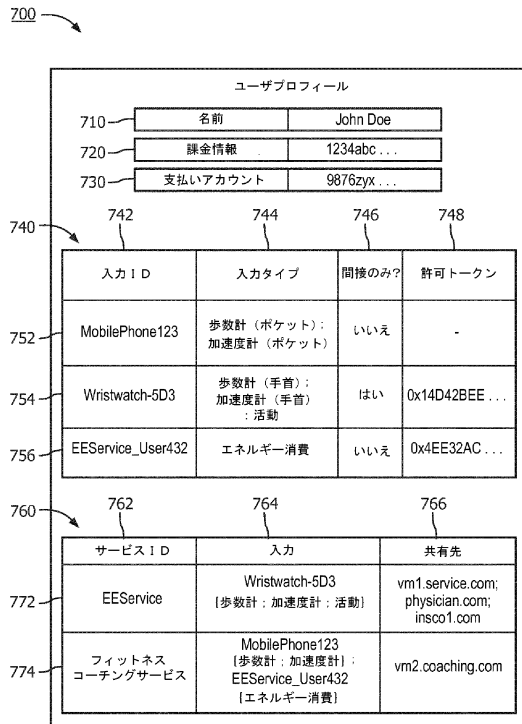 700
ユーザプロフィール
710 名前 John Doe
720 課金情報 1234abc . . .
730 支払いアカウント 9876zyx . . .
742 744 746 748
740
入力ID 入力タイプ 間接のみ? 許可トークン
752 MobilePhone123 歩数計(ポケット); いいえ -
加速度計(ポケット)
754 Wristwatch-5D3 歩数計(手首); はい 0x14D42BEE . . .
加速度計(手首)
;活動
756 EEService_User432 エネルギー消費 いいえ 0x4EE32AC . . .
762 764 766
760
サービスID 入力 共有先
772 EEService Wristwatch-5D3 vm1.service.com;
{歩数計;加速度計;活動} physician.com;
insco1.com
774 フィットネス MobilePhone123 vm2.coaching.com
コーチングサービス {歩数計;加速度計};
EEService_User432
{エネルギー消費}